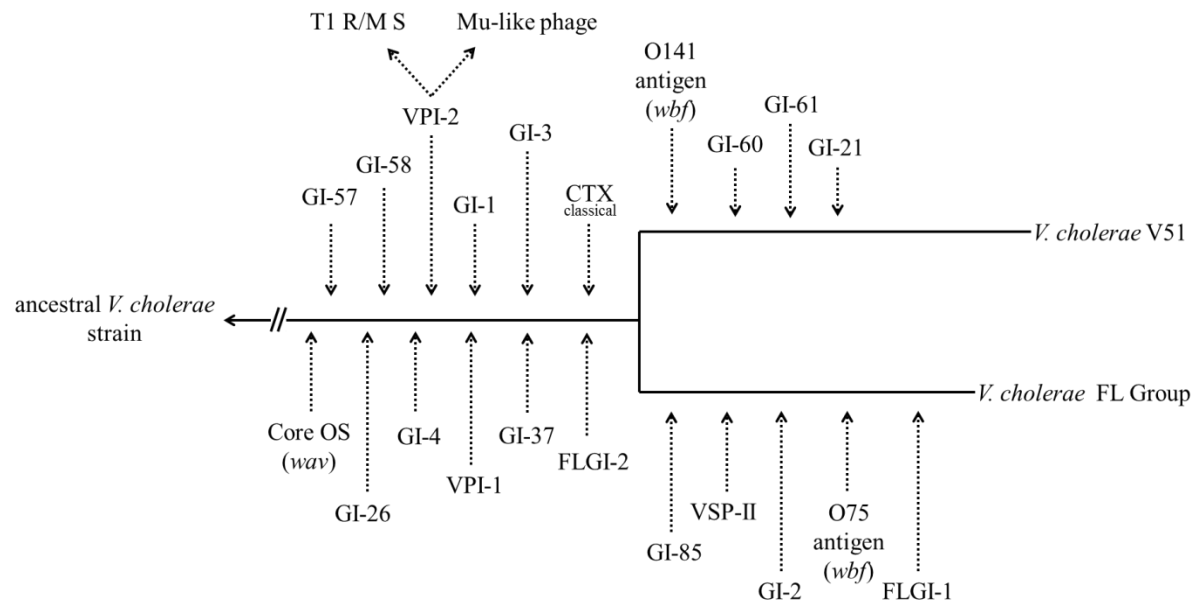 T1 R/M S
Mu-like phage
O141
antigen
(wbf)
GI-61
VPI-2
GI-3
GI-60
GI-21
GI-58
GI-57
GI-1
CTX
classical
V. cholerae V51
ancestral V. cholerae
strain
V. cholerae FL Group
Core OS
(wav)
GI-4
GI-37
FLGI-2
VPI-1
GI-26
VSP-II
O75
antigen
(wbf)
GI-85
GI-2
FLGI-1